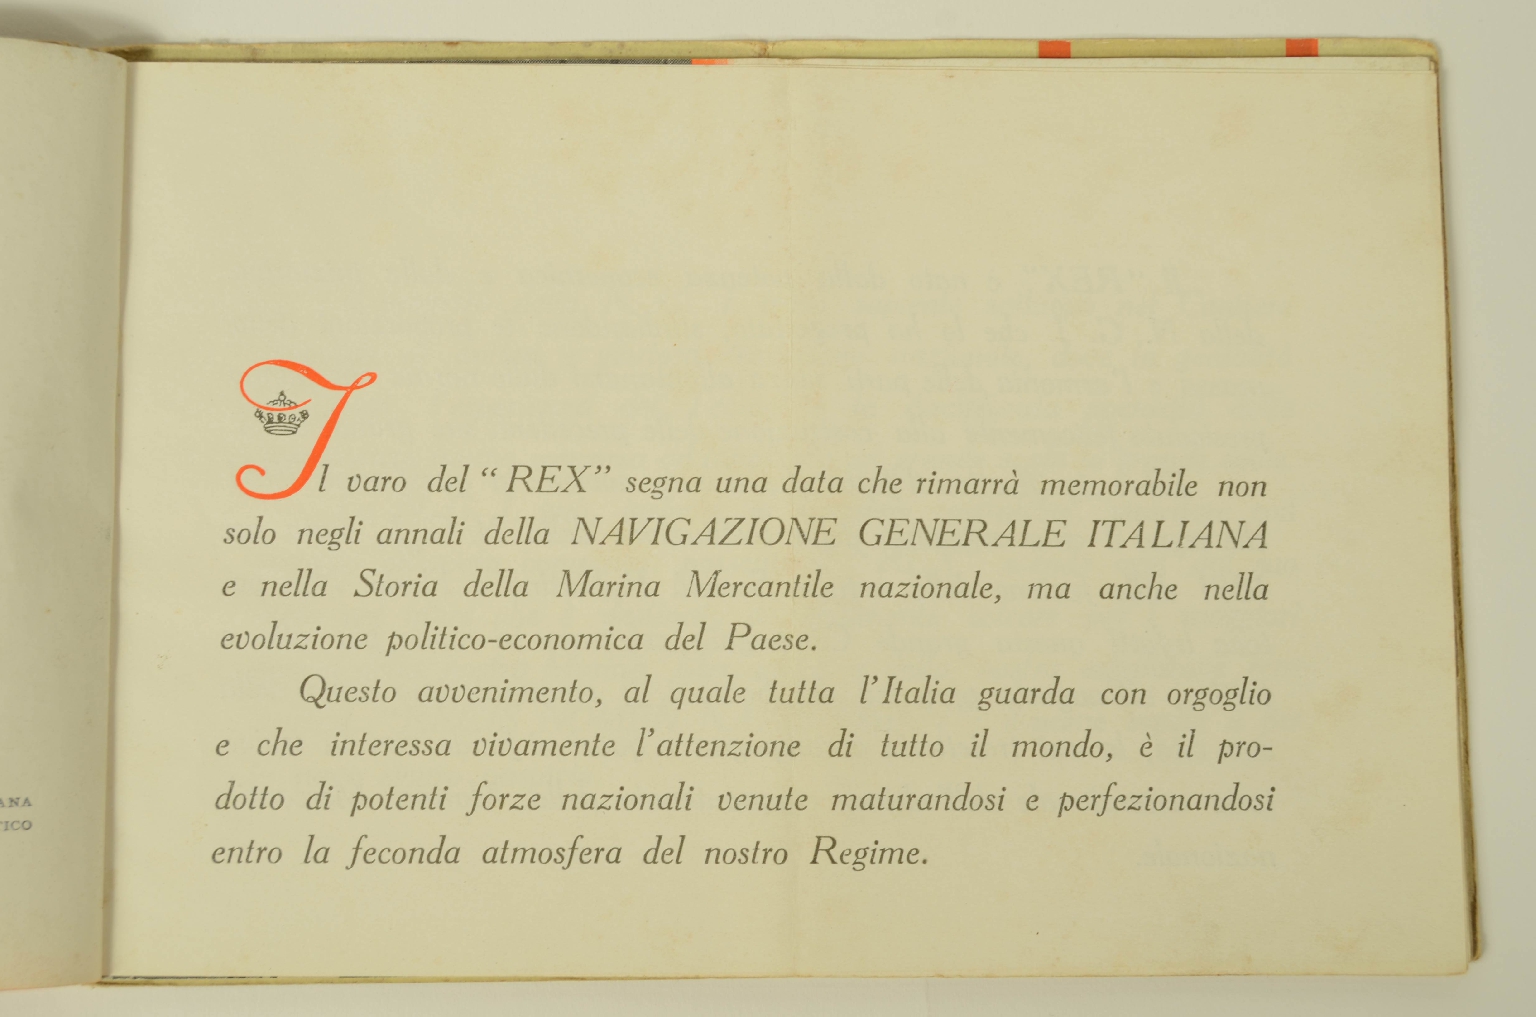 Il varo del “REX” segna una data che rimarrà memorabile non
solo negli annali della NAVIGAZIONE GENERALE ITALIANA
e nella Storia della Marina Mercantile nazionale, ma anche nella
evoluzione politico-economica del Paese.
Questo avvenimento, al quale tutta l'Italia guarda con orgoglio
e che interessa vivamente l'attenzione di tutto il mondo, è il pro-
dotto di potenti forze nazionali venute maturandosi e perfezionandosi
entro la feconda atmosfera del nostro Regime.